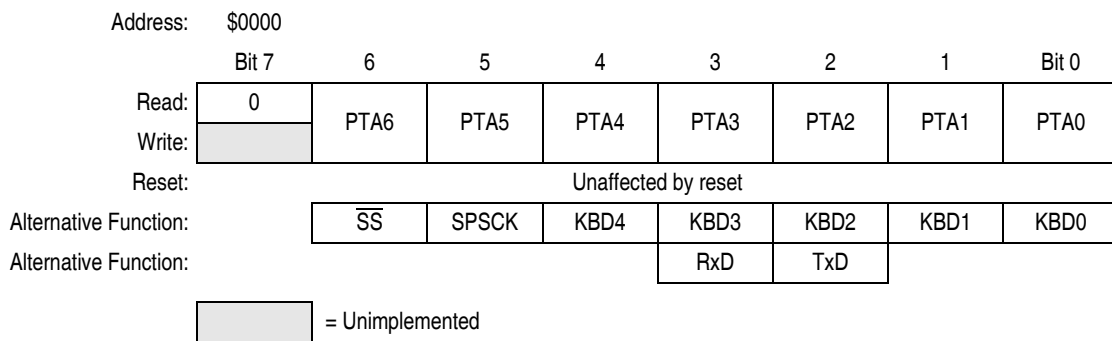 Address: $0000
Bit 7 6 5 4 3 2 1 Bit 0
Read: 0 PTA6 PTA5 PTA4 PTA3 PTA2 PTA1 PTA0
Write:
Reset: Unaffected by reset
Alternative Function: S̅S̅ SPSCK KBD4 KBD3 KBD2 KBD1 KBD0
Alternative Function: RxD TxD
= Unimplemented